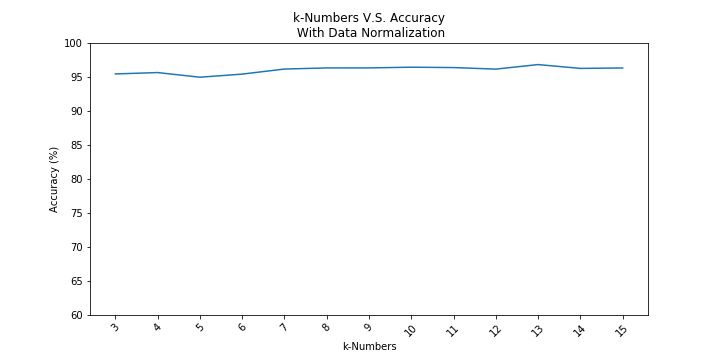 k-Numbers V.S. Accuracy
With Data Normalization
Accuracy (%)
100
95
90
85
80
75
70
65
60
3 4 5 6 7 8 9 10 11 12 13 14 15
k-Numbers